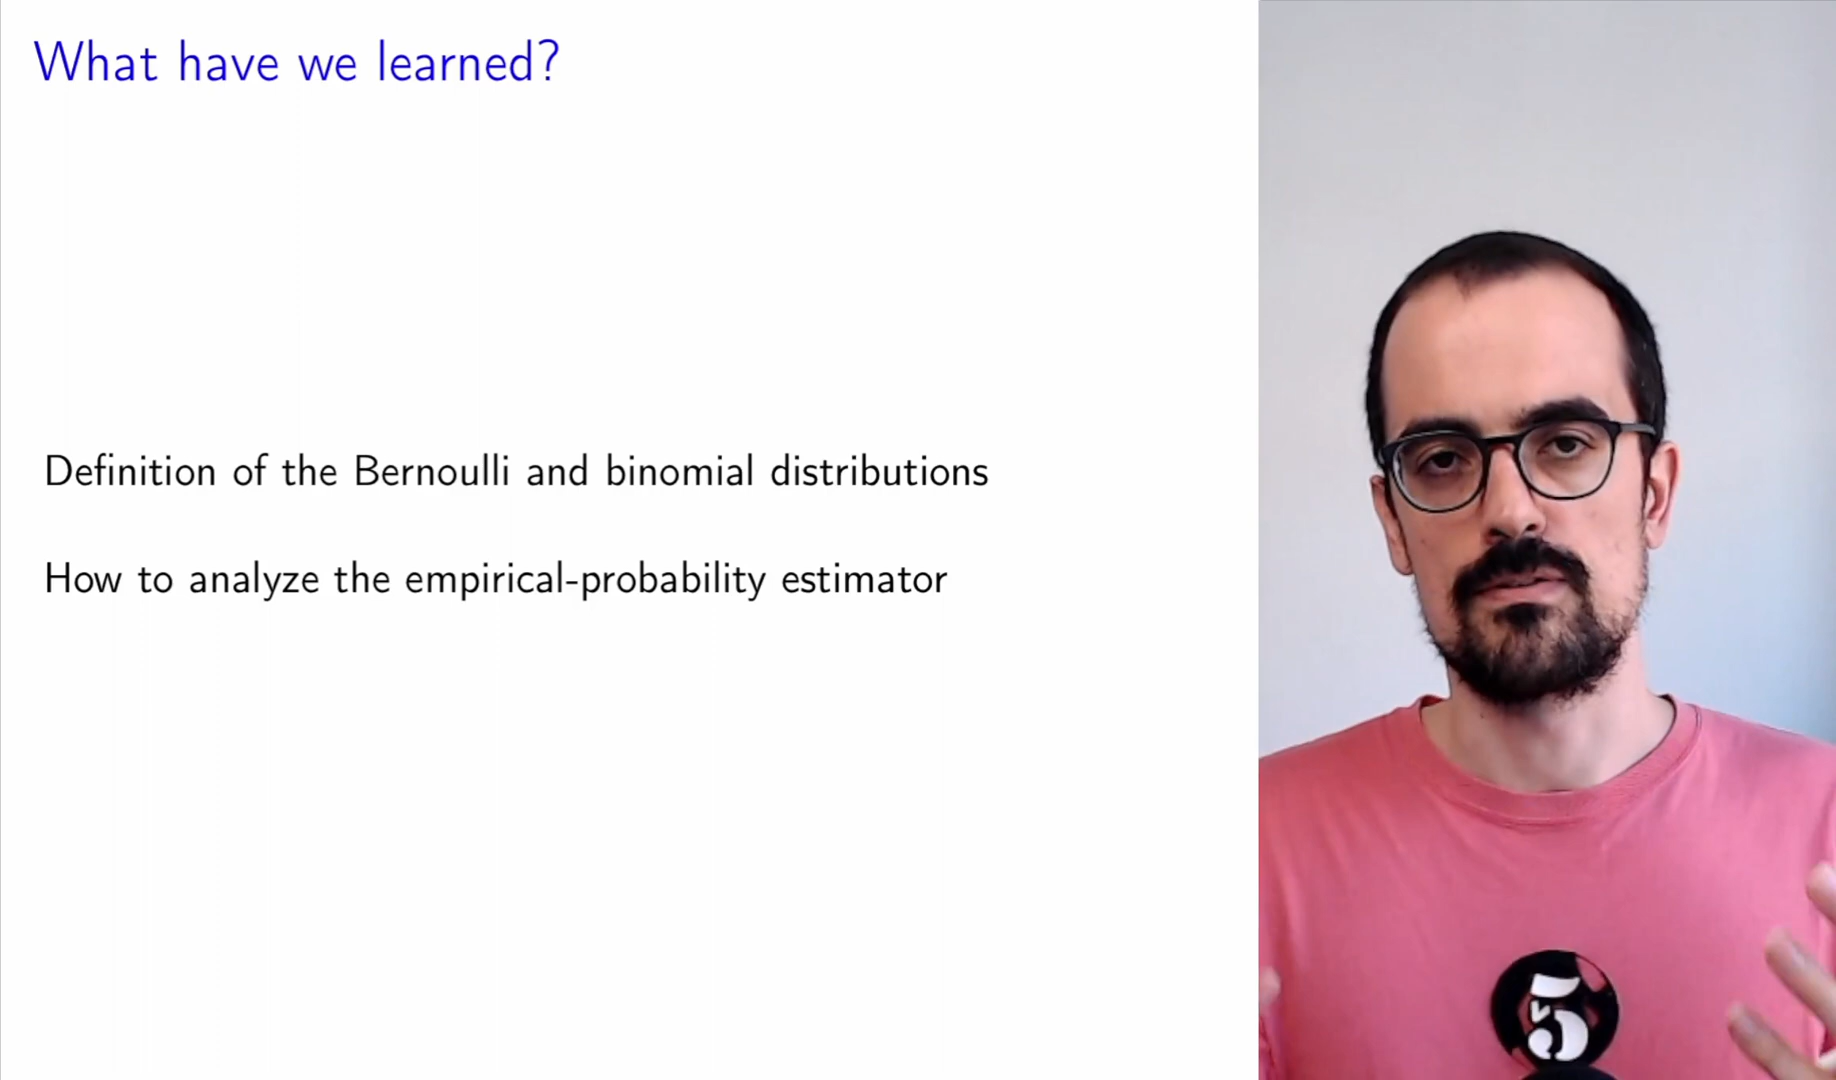 What have we learned?
Definition of the Bernoulli and binomial distributions
How to analyze the empirical-probability estimator
5